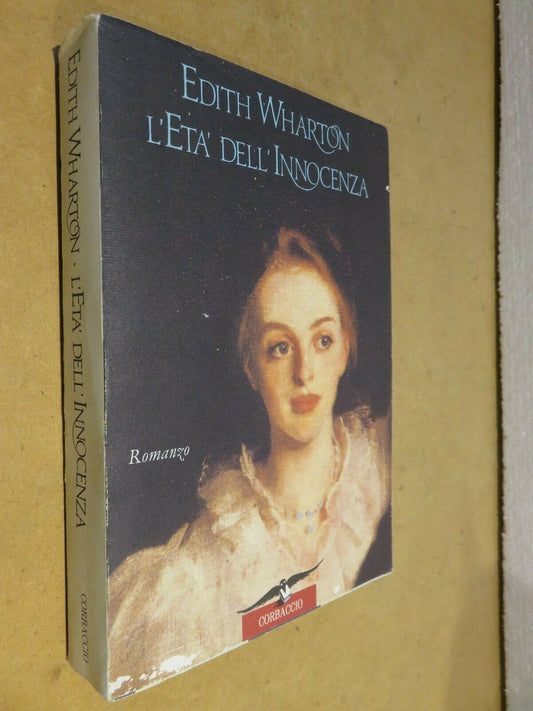 EDITH WHARTON
L'ETA' DELL'INNOCENZA
Romanzo
CORBACCIO
EDITH WHARTON · L'ETA' DELL'INNOCENZA
CORBACCIO